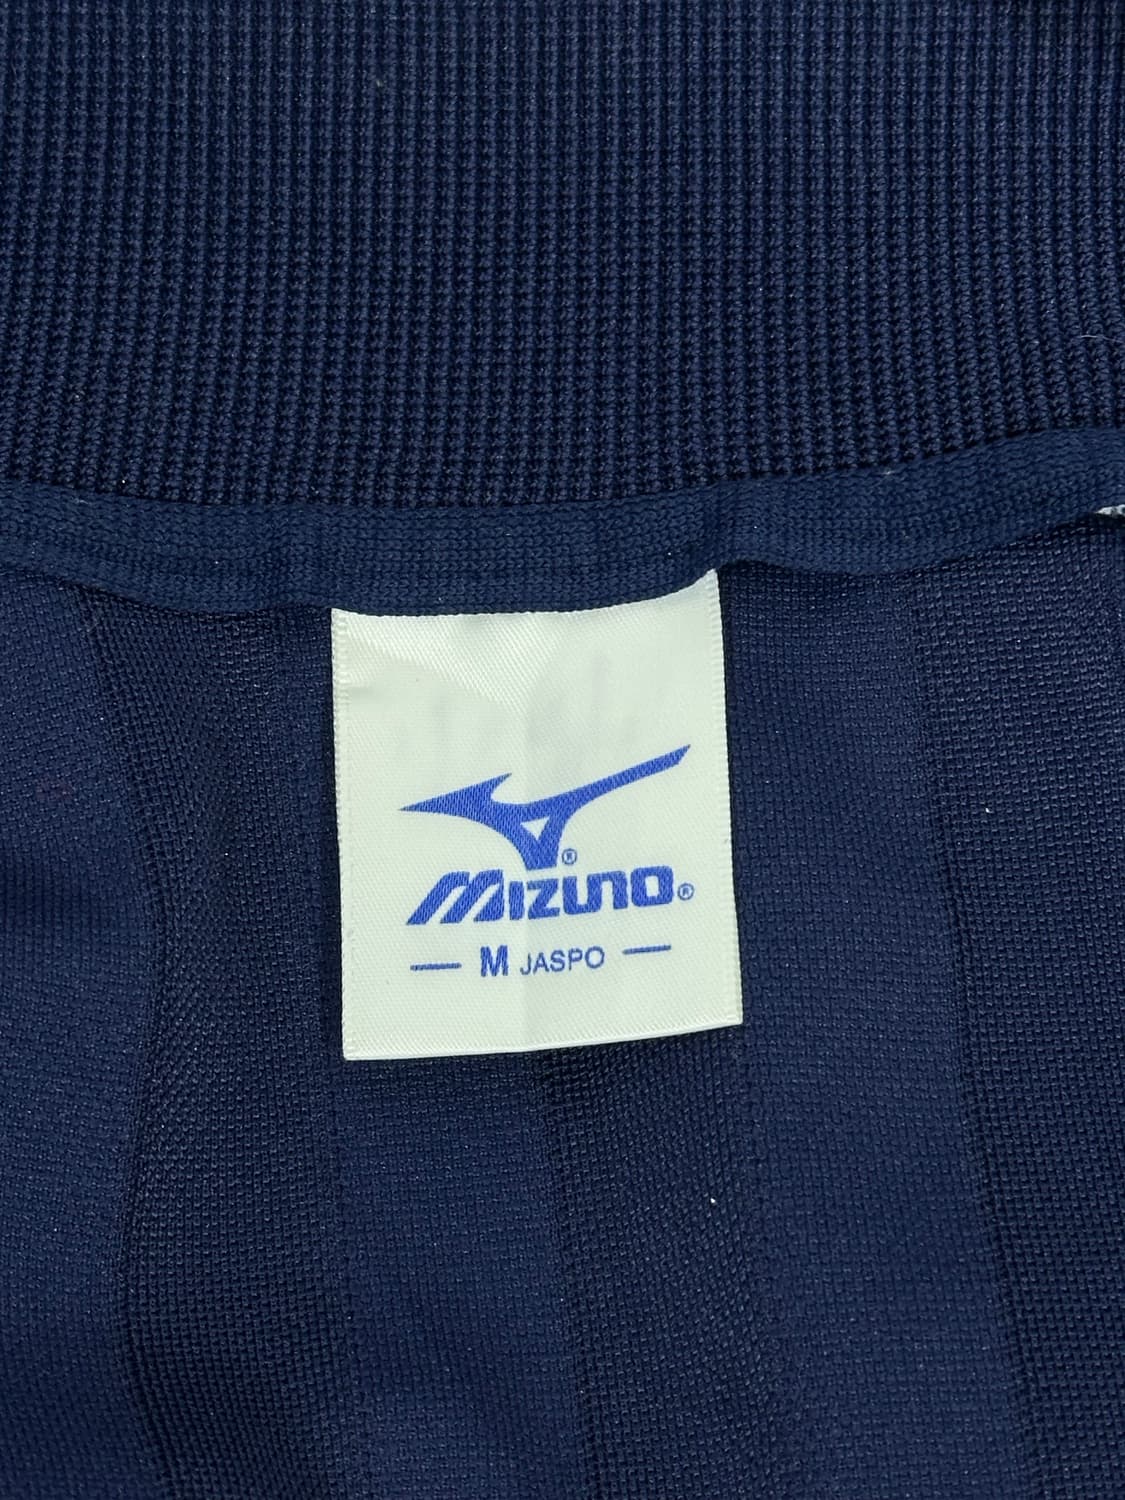 ®
MIZUNO®
— M JASPO —